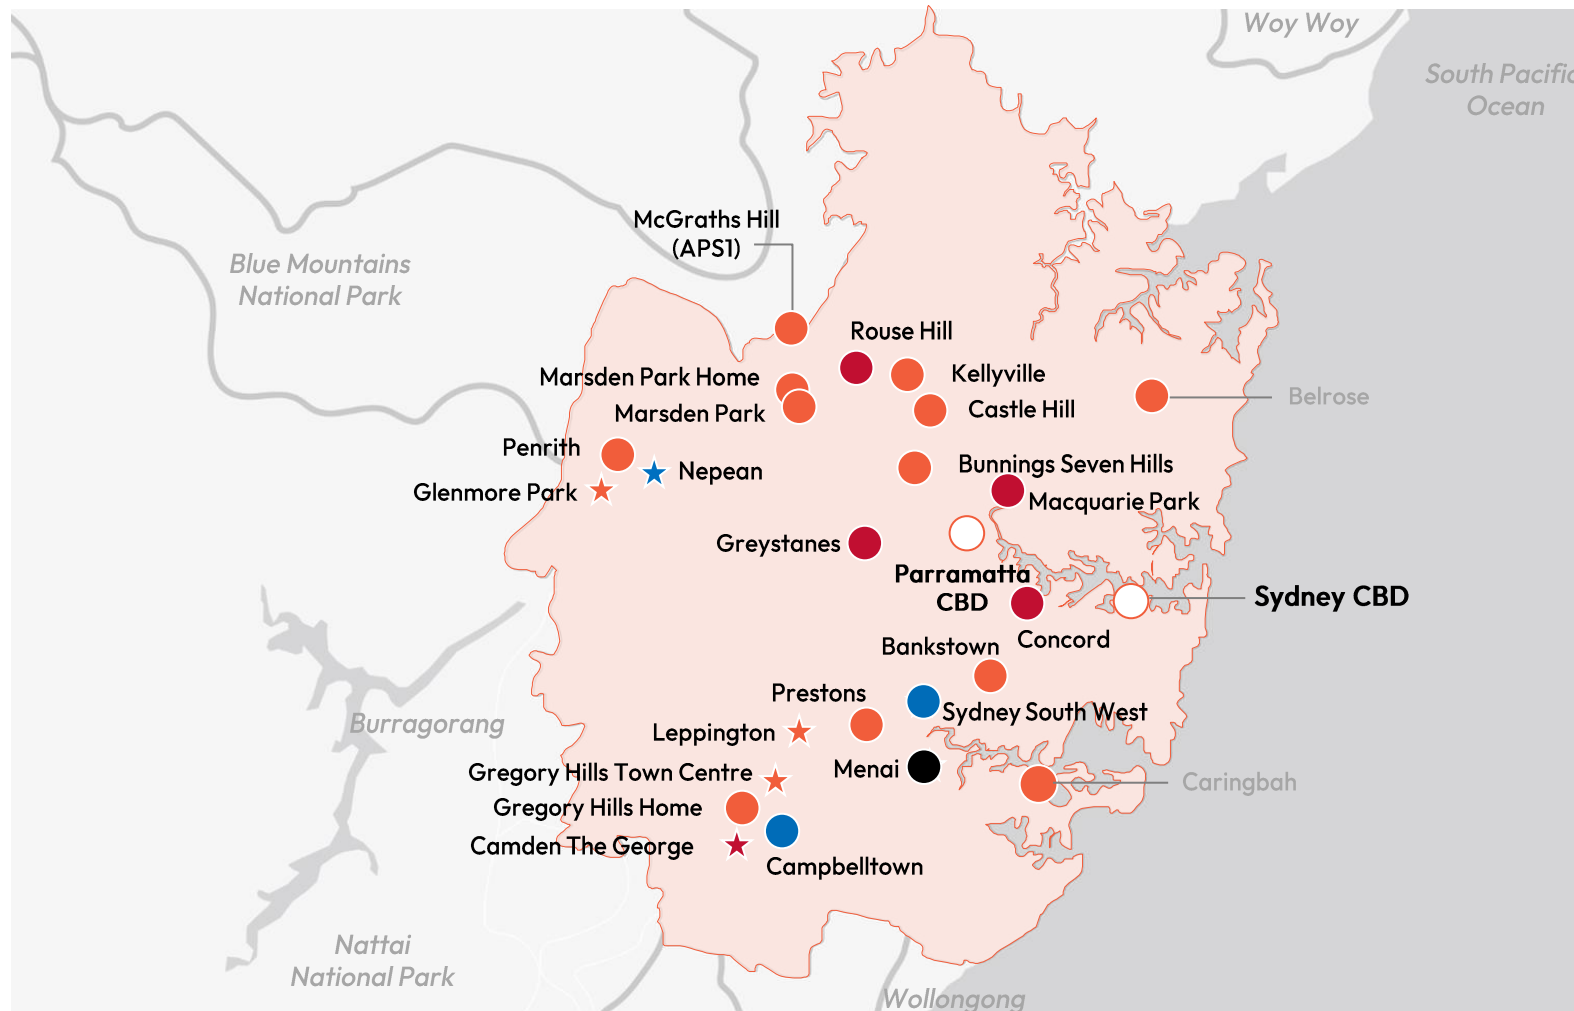 Woy Woy
South Pacific
Ocean
McGraths Hill
(APS1)
Blue Mountains
National Park
Rouse Hill
Marsden Park Home
Kellyville
Belrose
Marsden Park
Castle Hill
Penrith
Nepean
Bunnings Seven Hills
Glenmore Park
Macquarie Park
Greystanes
Parramatta
CBD
Sydney CBD
Concord
Bankstown
Prestons
Sydney South West
Burragorang
Leppington
Menai
Gregory Hills Town Centre
Caringbah
Gregory Hills Home
Camden The George
Campbelltown
Nattai
National Park
Wollongong